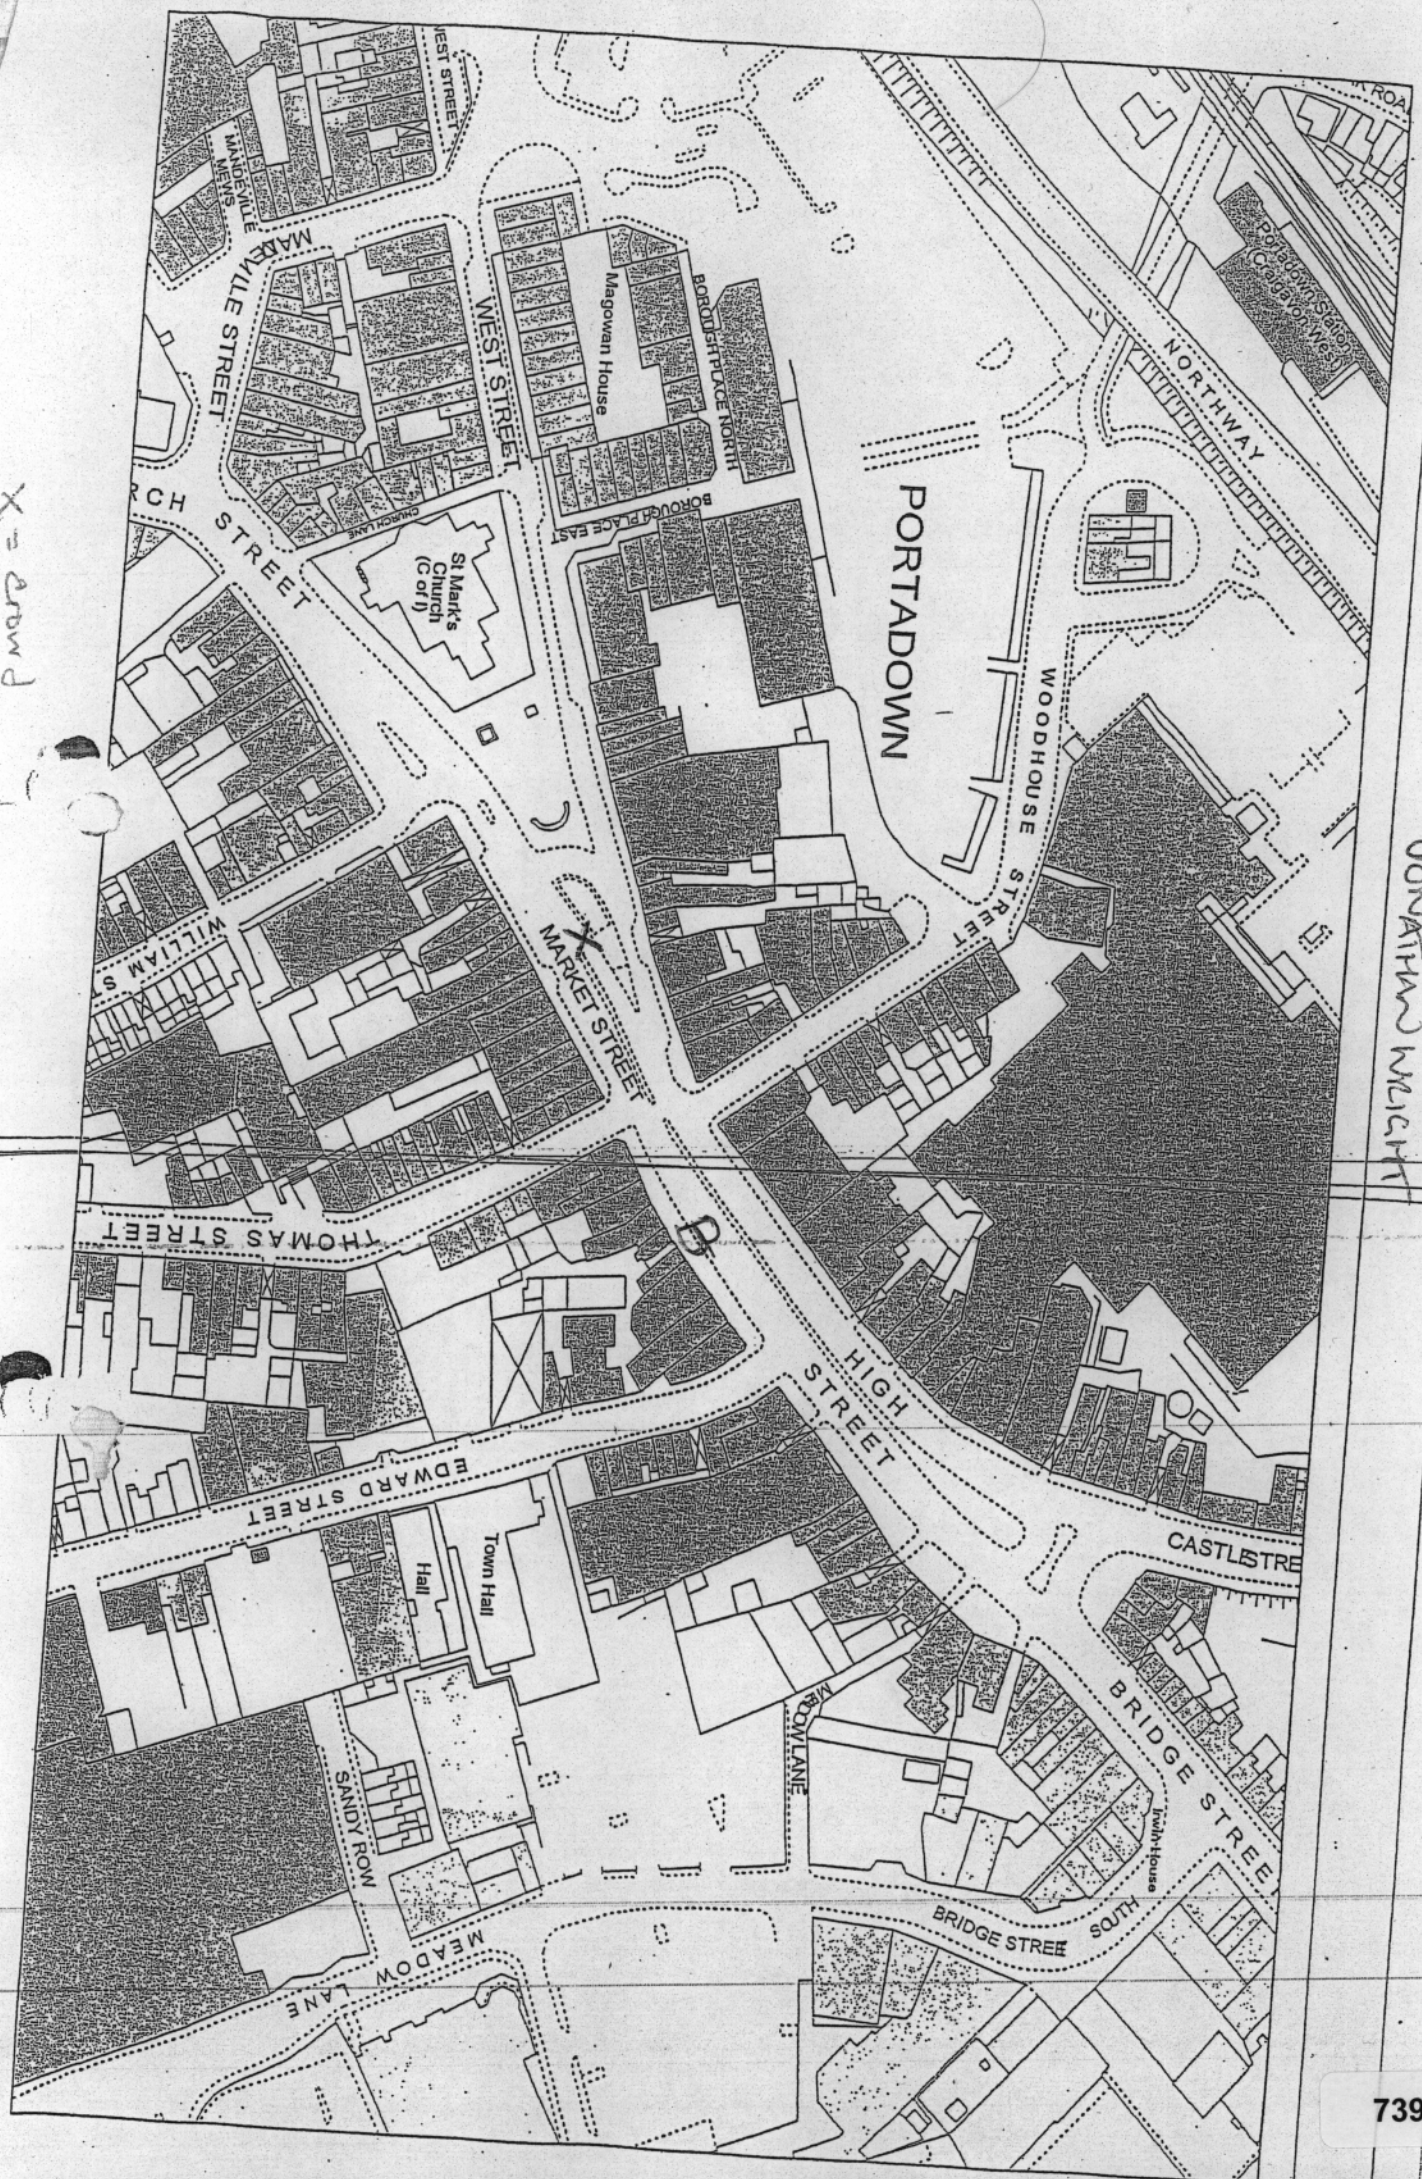 WEST STREET
MANDEVILLE
MEWS
MANDEVILLE STREET
WEST STREET
Magowan House
BOROUGH PLACE NORTH
BOROUGH PLACE EAST
RCH STREET
CHURCH LANE
St Mark's
Church
(C of I)
PORTADOWN
NORTHWAY
Portadown Station
(Craigavon West)
WOODHOUSE STREET
WILLIAM ST
X
MARKET STREET
THOMAS STREET
B
HIGH
STREET
EDWARD STREET
Town Hall
Hall
CASTLE STRE
BRIDGE STREE
Irwin House
BRIDGE STREE SOUTH
SANDY ROW
MEADOW LANE
X = crowd
JONATHAN WRIGHT
739